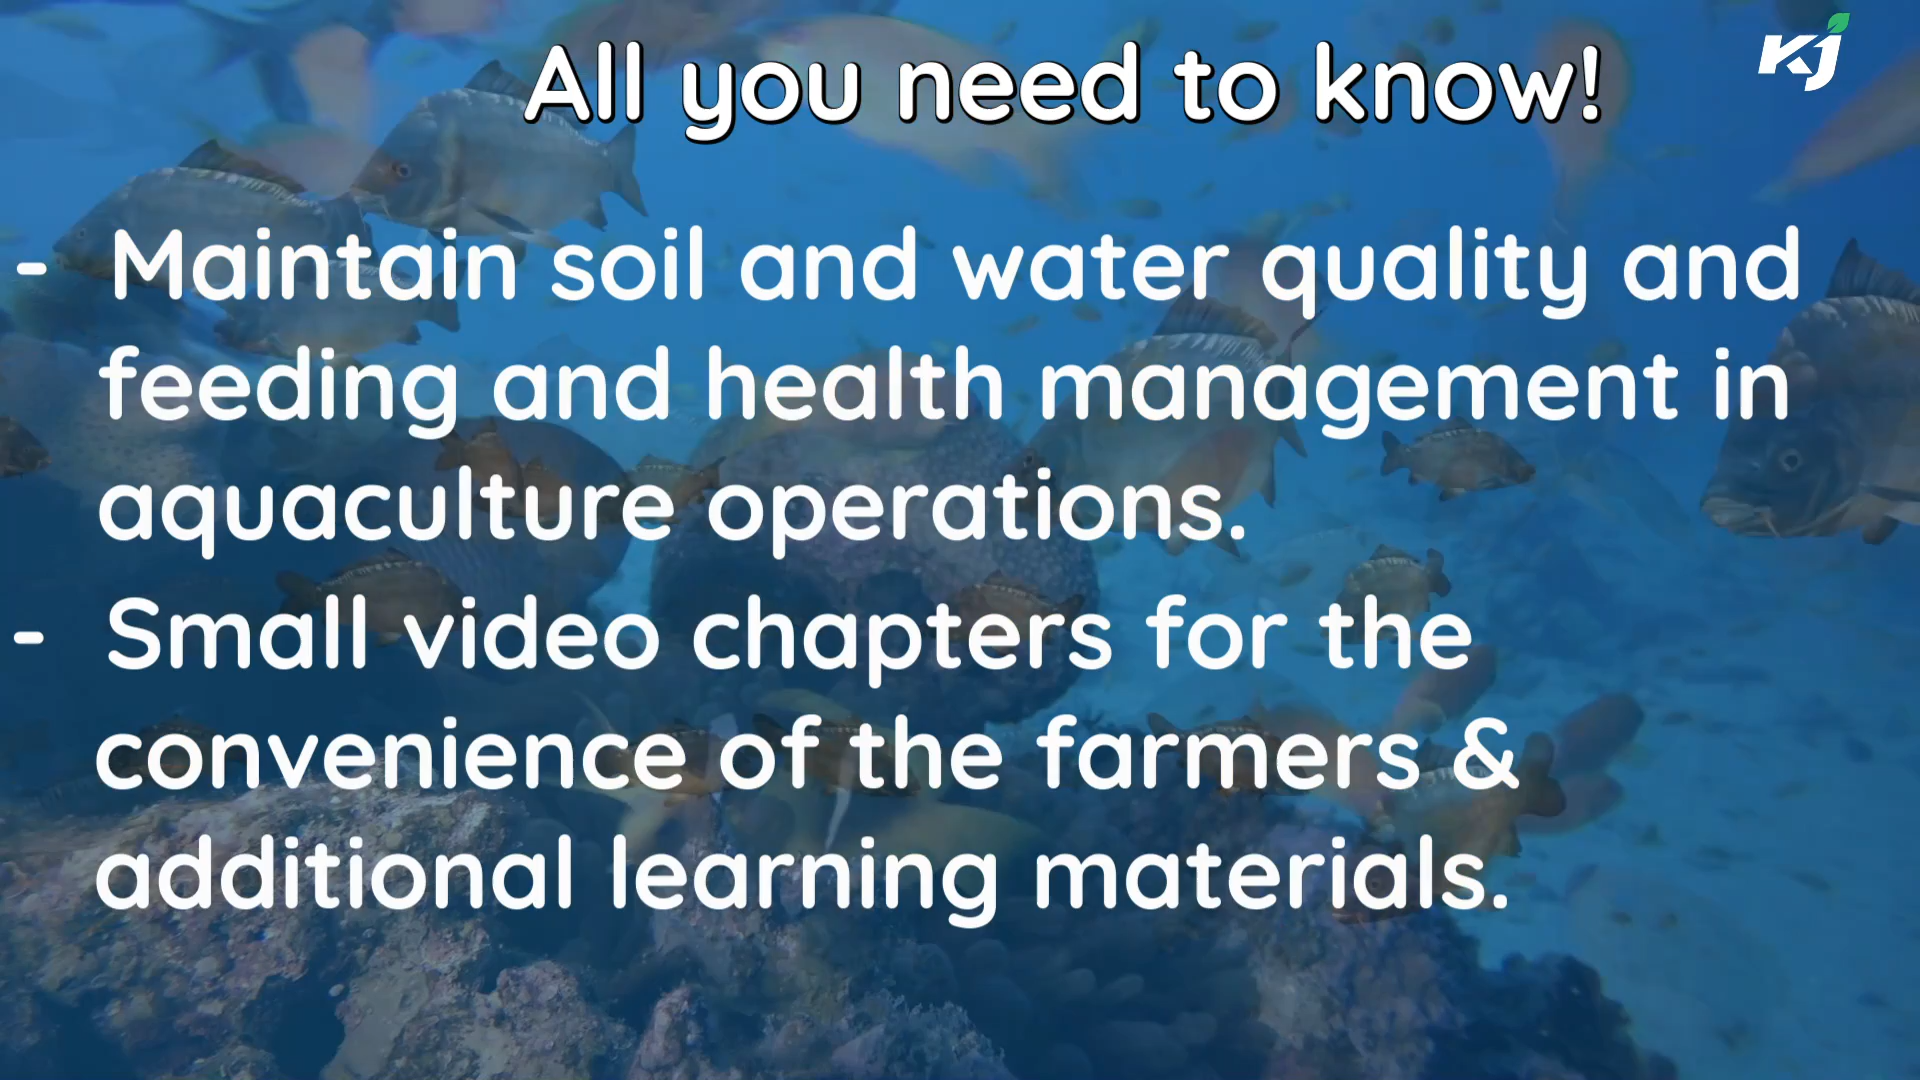 KJ
All you need to know!
- Maintain soil and water quality and
feeding and health management in
aquaculture operations.
- Small video chapters for the
convenience of the farmers &
additional learning materials.